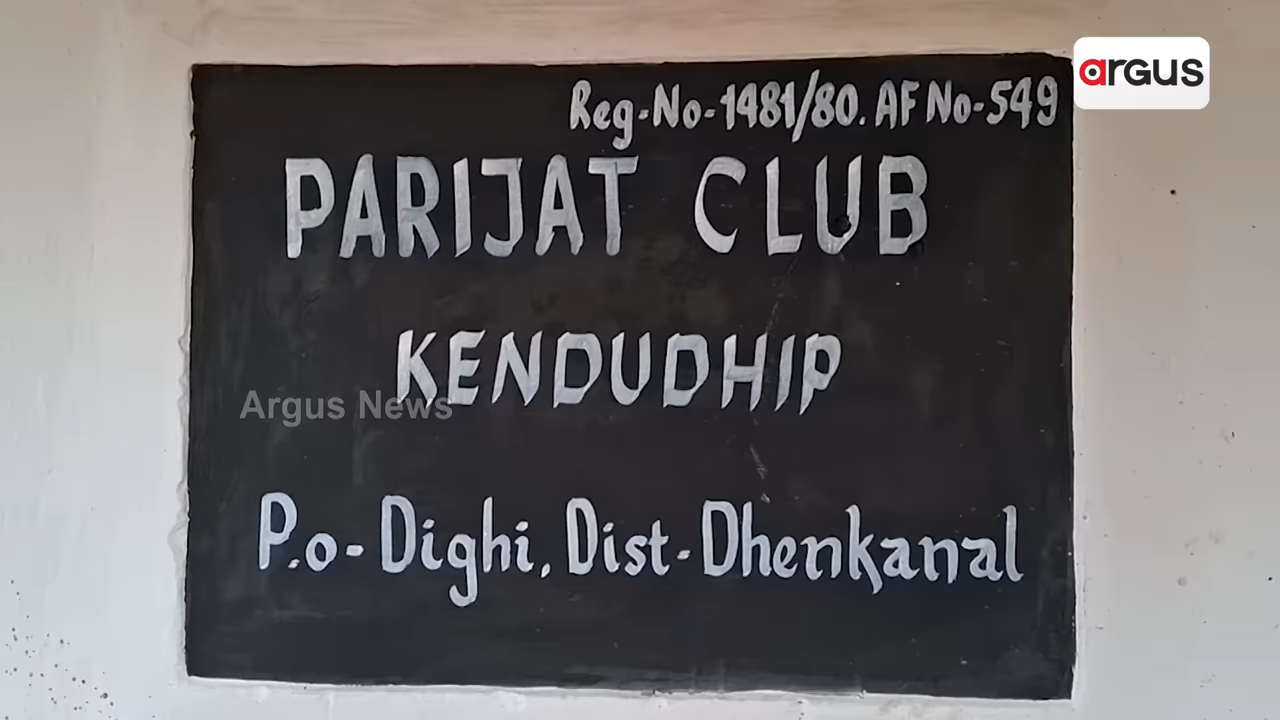 argus
Reg-No-1481/80. AF No-549
PARIJAT CLUB
KENDUDHIP
Argus News
P.o- Dighi, Dist-Dhenkanal